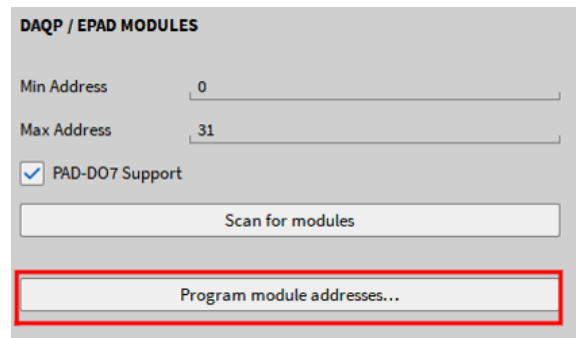 DAQP / EPAD MODULES
Min Address 0
Max Address 31
PAD-DO7 Support
Scan for modules
Program module addresses...